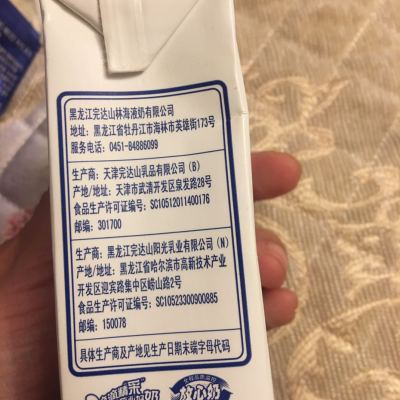 黑龙江完达山林海液奶有限公司
地址：黑龙江省牡丹江市海林市英雄街173号
服务电话：0451-84886099
生产商：天津完达山乳品有限公司（B）
产地/地址：天津市武清开发区泉发路28号
食品生产许可证编号：SC10512011400176
邮编：301700
生产商：黑龙江完达山阳光乳业有限公司（N）
产地/地址：黑龙江省哈尔滨市高新技术产业
开发区迎宾路集中区崂山路2号
食品生产许可证编号：SC10523300900885
邮编：150078
具体生产商及产地见生产日期末端字母代码
放心奶